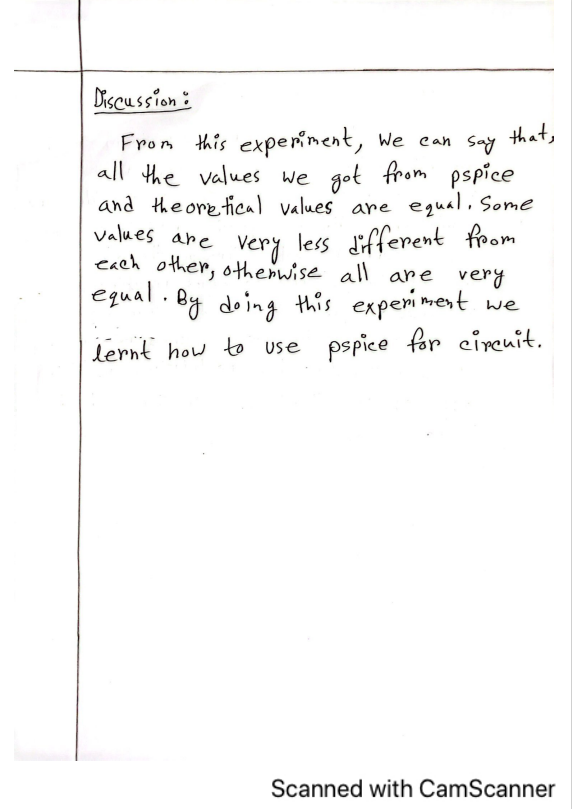 Discussion:
From this experiment, we can say that,
all the values we got from pspice
and theoretical values are equal. Some
values are very less different from
each other, otherwise all are very
equal. By doing this experiment we
lernt how to use pspice for circuit.
Scanned with CamScanner